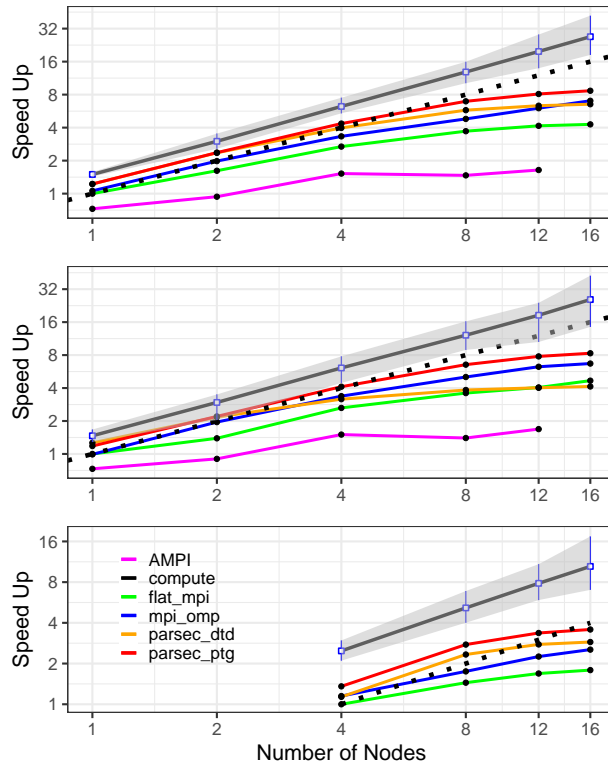 32
16
8
4
2
1
Speed Up
1 2 4 8 12 16
32
16
8
4
2
1
Speed Up
1 2 4 8 12 16
16
8
4
2
1
Speed Up
AMPI
compute
flat_mpi
mpi_omp
parsec_dtd
parsec_ptg
1 2 4 8 12 16
Number of Nodes